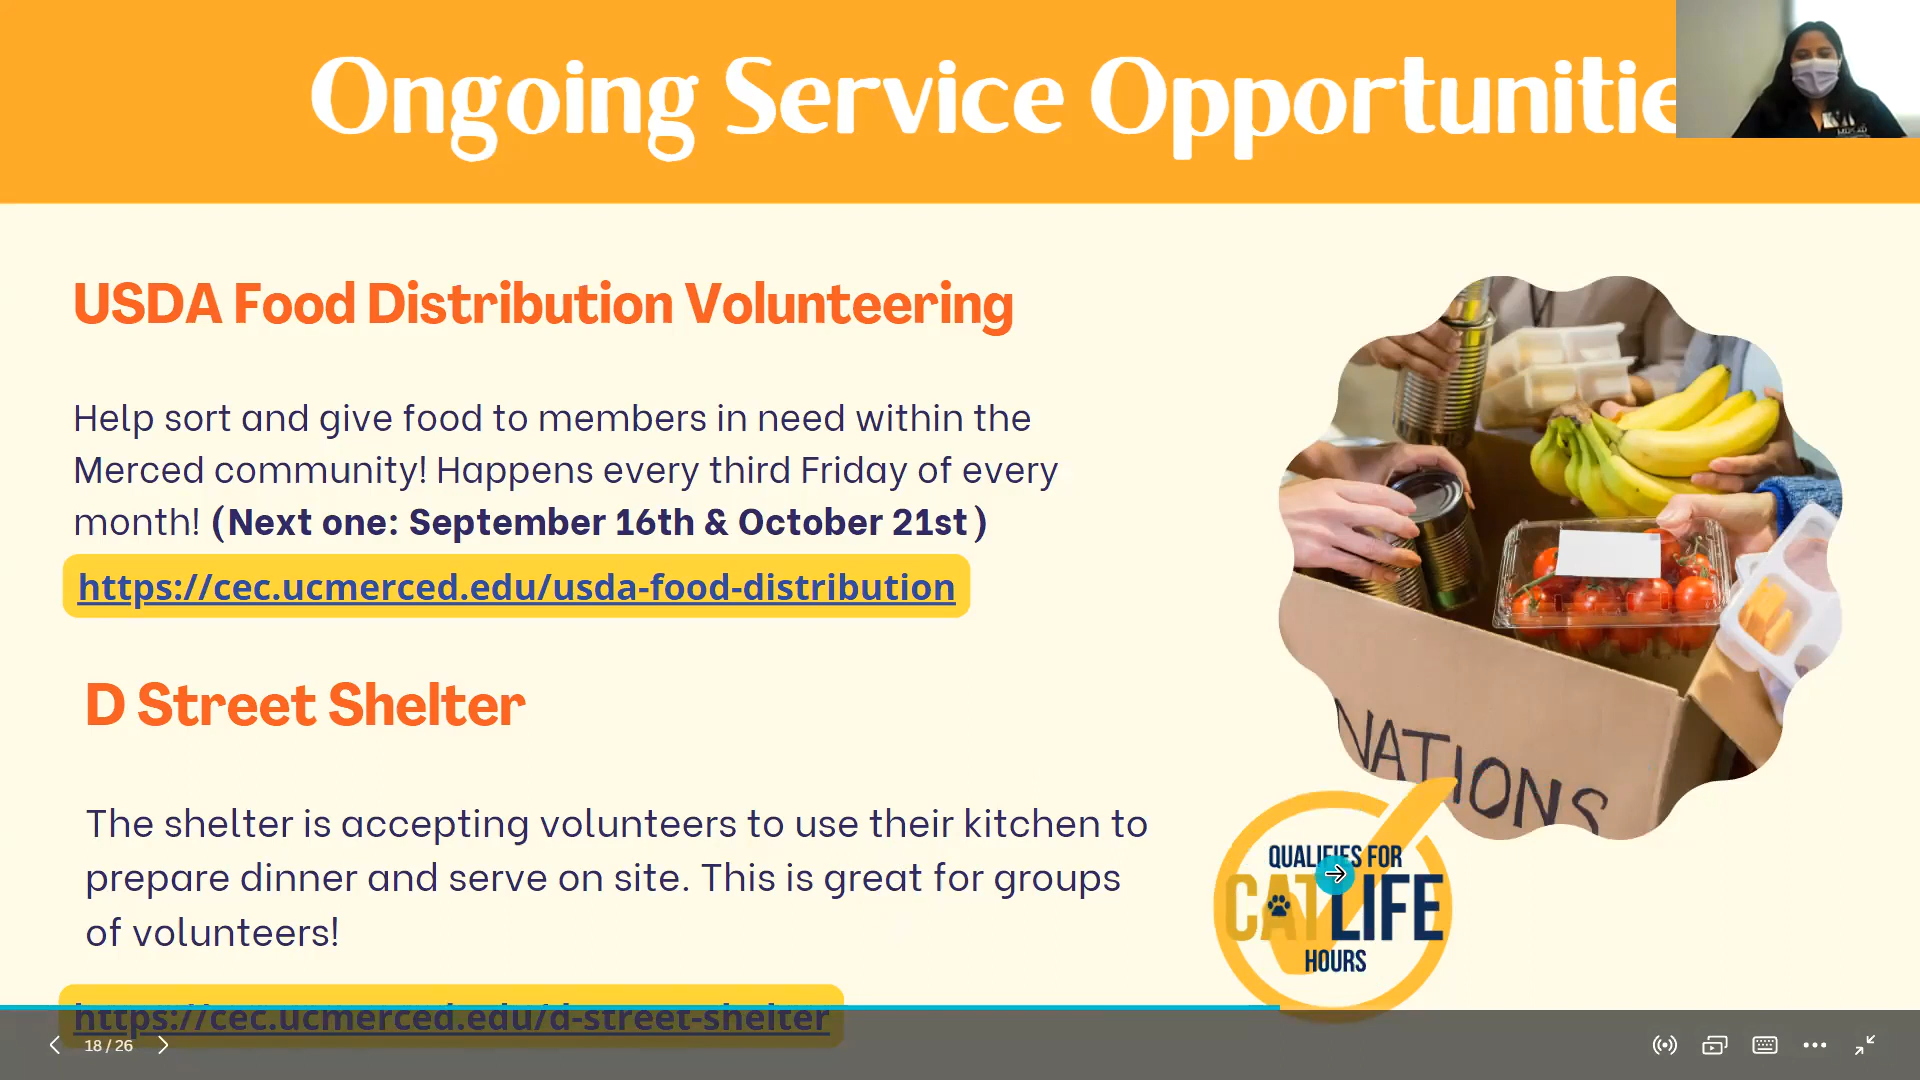 Ongoing Service Opportunitie
USDA Food Distribution Volunteering
Help sort and give food to members in need within the
Merced community! Happens every third Friday of every
month! (Next one: September 16th & October 21st)
https://cec.ucmerced.edu/usda-food-distribution
D Street Shelter
The shelter is accepting volunteers to use their kitchen to
prepare dinner and serve on site. This is great for groups
of volunteers!
https://cec.ucmerced.edu/d-street-shelter
NATIONS
QUALIFIES FOR
CATLIFE
HOURS
18 / 26